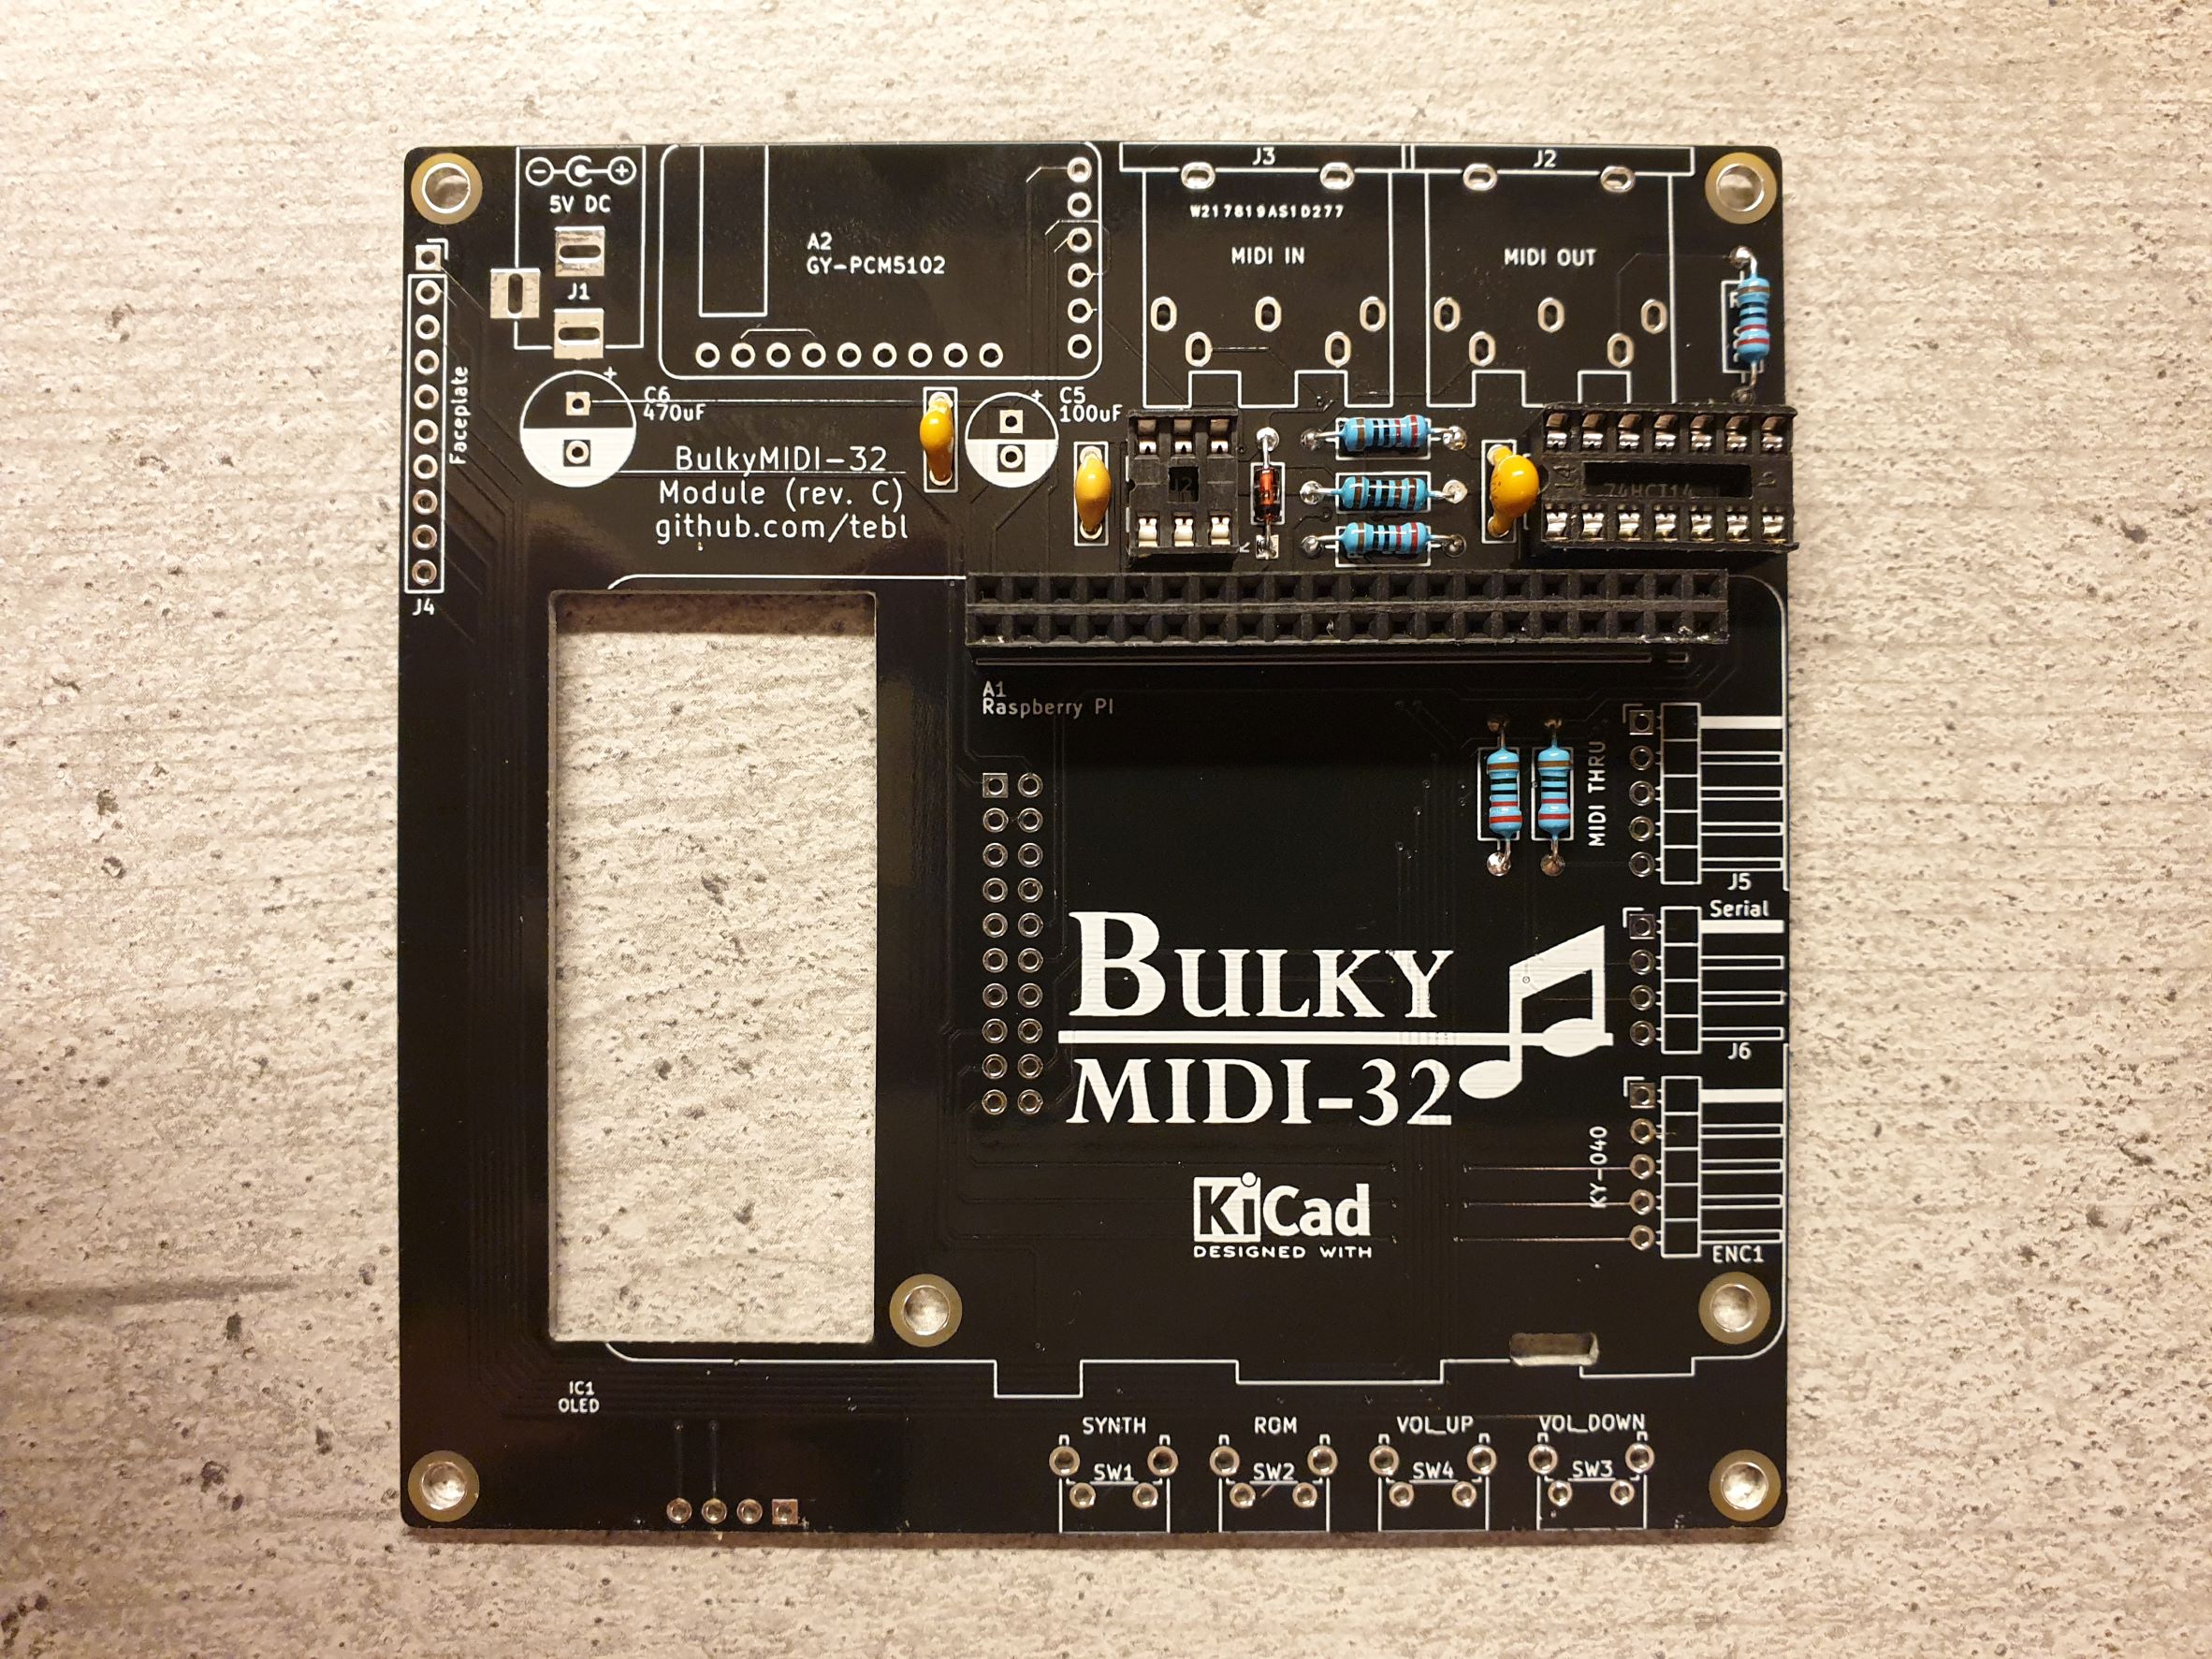 5V DC
J1
A2
GY-PCM5102
J3
J2
W217819AS1D277
MIDI IN
MIDI OUT
Faceplate
J4
C6
470uF
C5
100uF
BulkyMIDI-32
Module (rev. C)
github.com/tebl
74HCT14
A1
Raspberry PI
MIDI THRU
J5
Serial
J6
BULKY
MIDI-32
KY-040
ENC1
KiCad
DESIGNED WITH
IC1
OLED
SYNTH
ROM
VOL_UP
VOL_DOWN
SW1
SW2
SW4
SW3